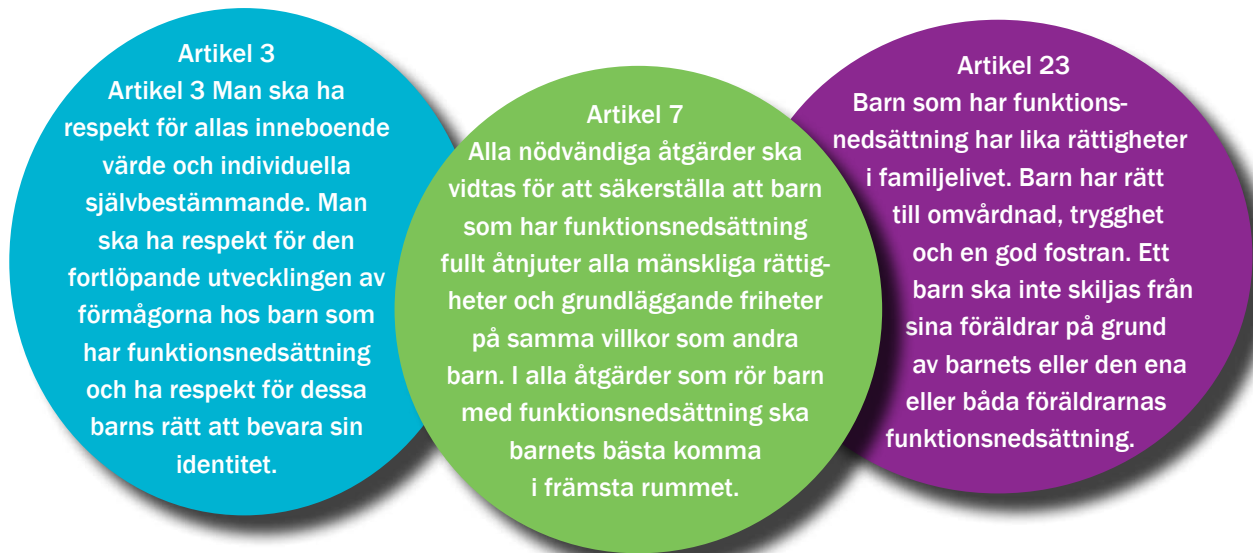 Artikel 3
Artikel 3 Man ska ha
respekt för allas inneboende
värde och individuella
självbestämmande. Man
ska ha respekt för den
fortlöpande utvecklingen av
förmågorna hos barn som
har funktionsnedsättning
och ha respekt för dessa
barns rätt att bevara sin
identitet.
Artikel 7
Alla nödvändiga åtgärder ska
vidtas för att säkerställa att barn
som har funktionsnedsättning
fullt åtnjuter alla mänskliga rättig-
heter och grundläggande friheter
på samma villkor som andra
barn. I alla åtgärder som rör barn
med funktionsnedsättning ska
barnets bästa komma
i främsta rummet.
Artikel 23
Barn som har funktions-
nedsättning har lika rättigheter
i familjelivet. Barn har rätt
till omvårdnad, trygghet
och en god fostran. Ett
barn ska inte skiljas från
sina föräldrar på grund
av barnets eller den ena
eller båda föräldrarnas
funktionsnedsättning.